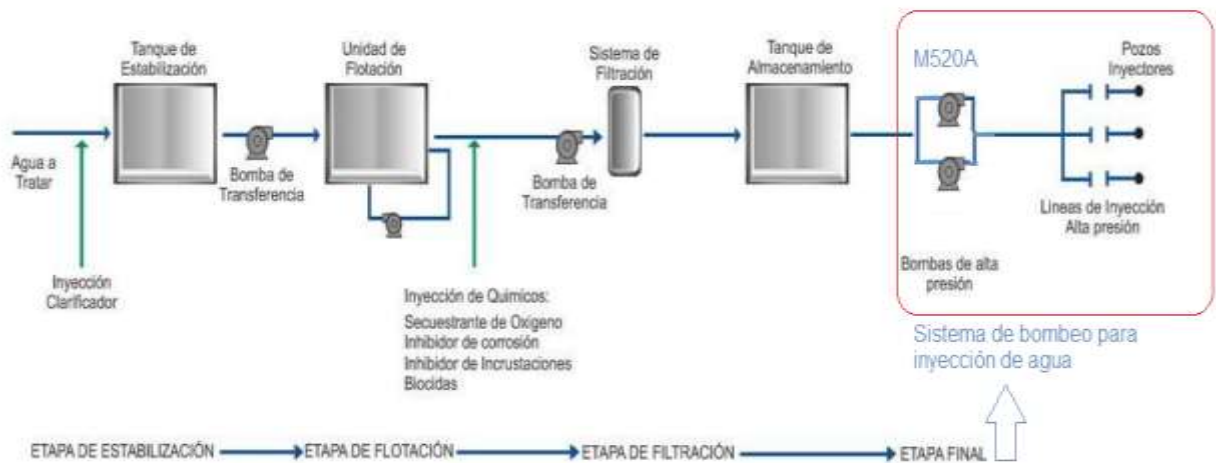 Tanque de
Estabilización
Unidad de
Flotación
Sistema de
Filtración
Tanque de
Almacenamiento
M520A
Pozos
Inyectores
Agua a
Tratar
Bomba de
Transferencia
Bomba de
Transferencia
Lineas de Inyección
Alta presión
Bombas de alta
presión
Inyección
Clarificador
Inyección de Químicos:
Secuestrante de Oxigeno
Inhibidor de corrosión
Inhibidor de Incrustaciones
Biocidas
Sistema de bombeo para
inyección de agua
ETAPA DE ESTABILIZACIÓN
ETAPA DE FLOTACIÓN
ETAPA DE FILTRACIÓN
ETAPA FINAL